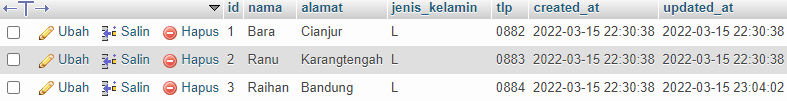 id nama alamat jenis_kelamin tlp created_at updated_at
Ubah Salin Hapus 1 Bara Cianjur L 0882 2022-03-15 22:30:38 2022-03-15 22:30:38
Ubah Salin Hapus 2 Ranu Karangtengah L 0883 2022-03-15 22:30:38 2022-03-15 22:30:38
Ubah Salin Hapus 3 Raihan Bandung L 0884 2022-03-15 22:30:38 2022-03-15 23:04:02